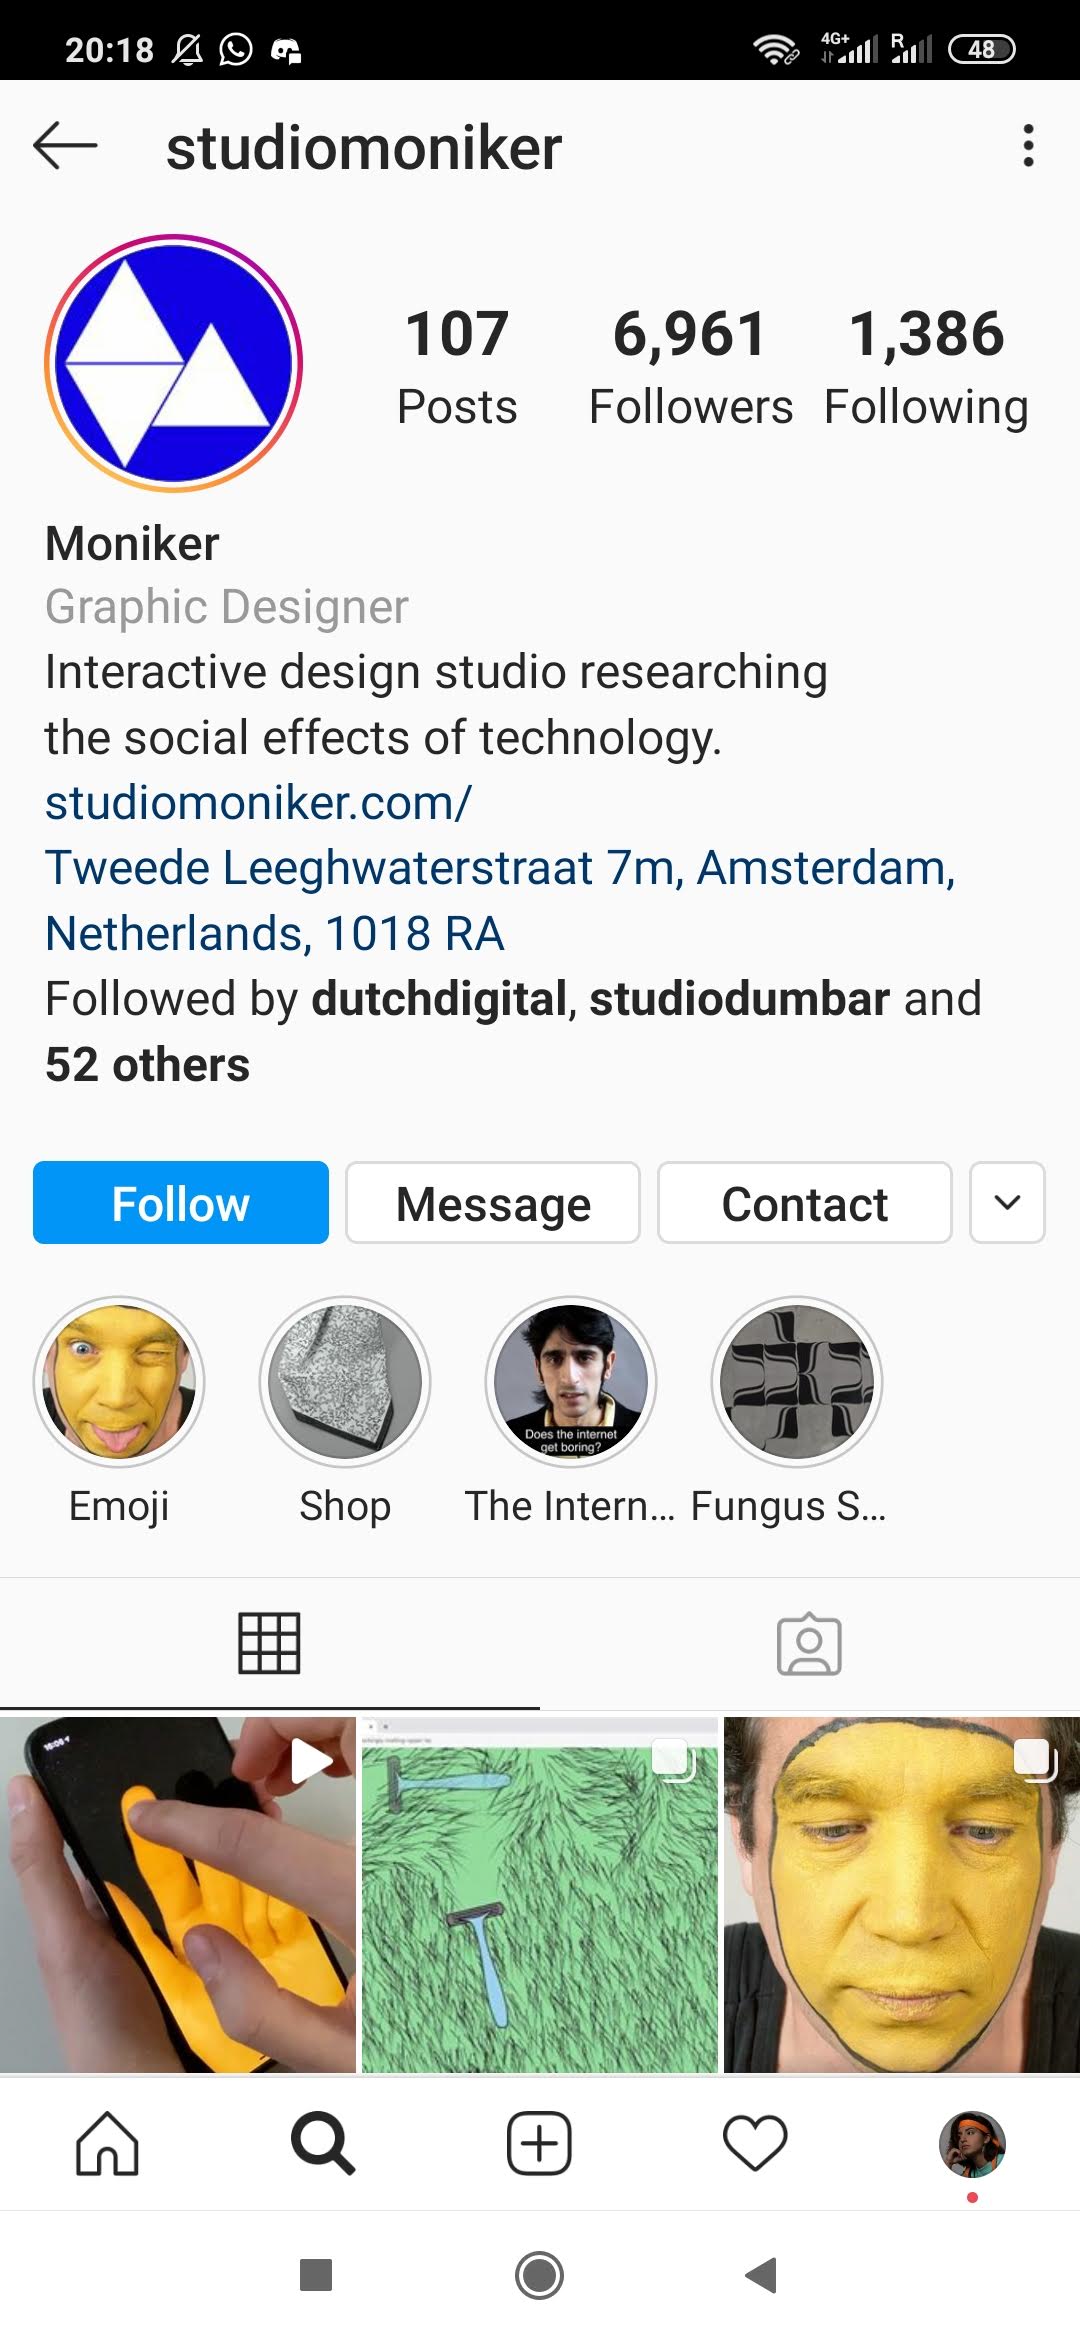 20:18
4G+
R
48
studiomoniker
107
6,961
1,386
Posts
Followers
Following
Moniker
Graphic Designer
Interactive design studio researching
the social effects of technology.
studiomoniker.com/
Tweede Leeghwaterstraat 7m, Amsterdam,
Netherlands, 1018 RA
Followed by dutchdigital, studiodumbar and
52 others
Follow
Message
Contact
Does the internet
get boring?
Emoji
Shop
The Intern...
Fungus S...